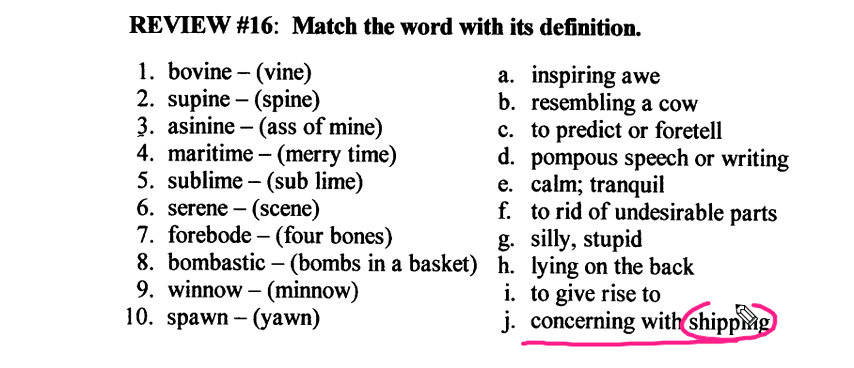 REVIEW #16: Match the word with its definition.
1. bovine – (vine)
2. supine – (spine)
3. asinine – (ass of mine)
4. maritime – (merry time)
5. sublime – (sub lime)
6. serene – (scene)
7. forebode – (four bones)
8. bombastic – (bombs in a basket)
9. winnow – (minnow)
10. spawn – (yawn)
a. inspiring awe
b. resembling a cow
c. to predict or foretell
d. pompous speech or writing
e. calm; tranquil
f. to rid of undesirable parts
g. silly, stupid
h. lying on the back
i. to give rise to
j. concerning with shipping